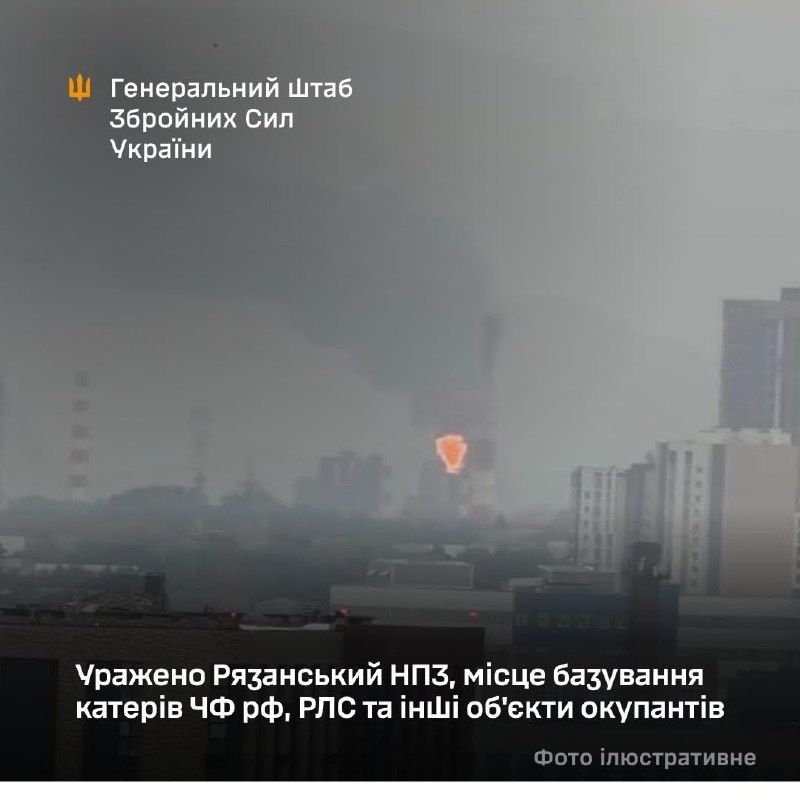 Генеральний штаб
Збройних Сил
України
Уражено Рязанський НПЗ, місце базування
катерів ЧФ рф, РЛС та інші об'єкти окупантів
Фото ілюстративне